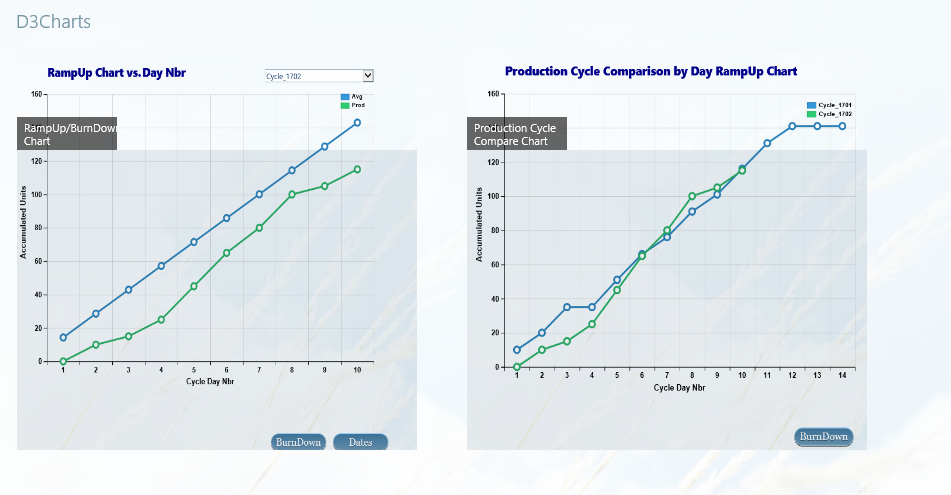 D3Charts
RampUp Chart vs. Day Nbr
Cycle_1702
Avg
Prod
RampUp/BurnDown
Chart
160
120
100
80
60
40
20
0
Accumulated Units
1 2 3 4 5 6 7 8 9 10
Cycle Day Nbr
BurnDown Dates
Production Cycle Comparison by Day RampUp Chart
Cycle_1701
Cycle_1702
Production Cycle
Compare Chart
160
120
100
80
60
40
20
0
Accumulated Units
1 2 3 4 5 6 7 8 9 10 11 12 13 14
Cycle Day Nbr
BurnDown